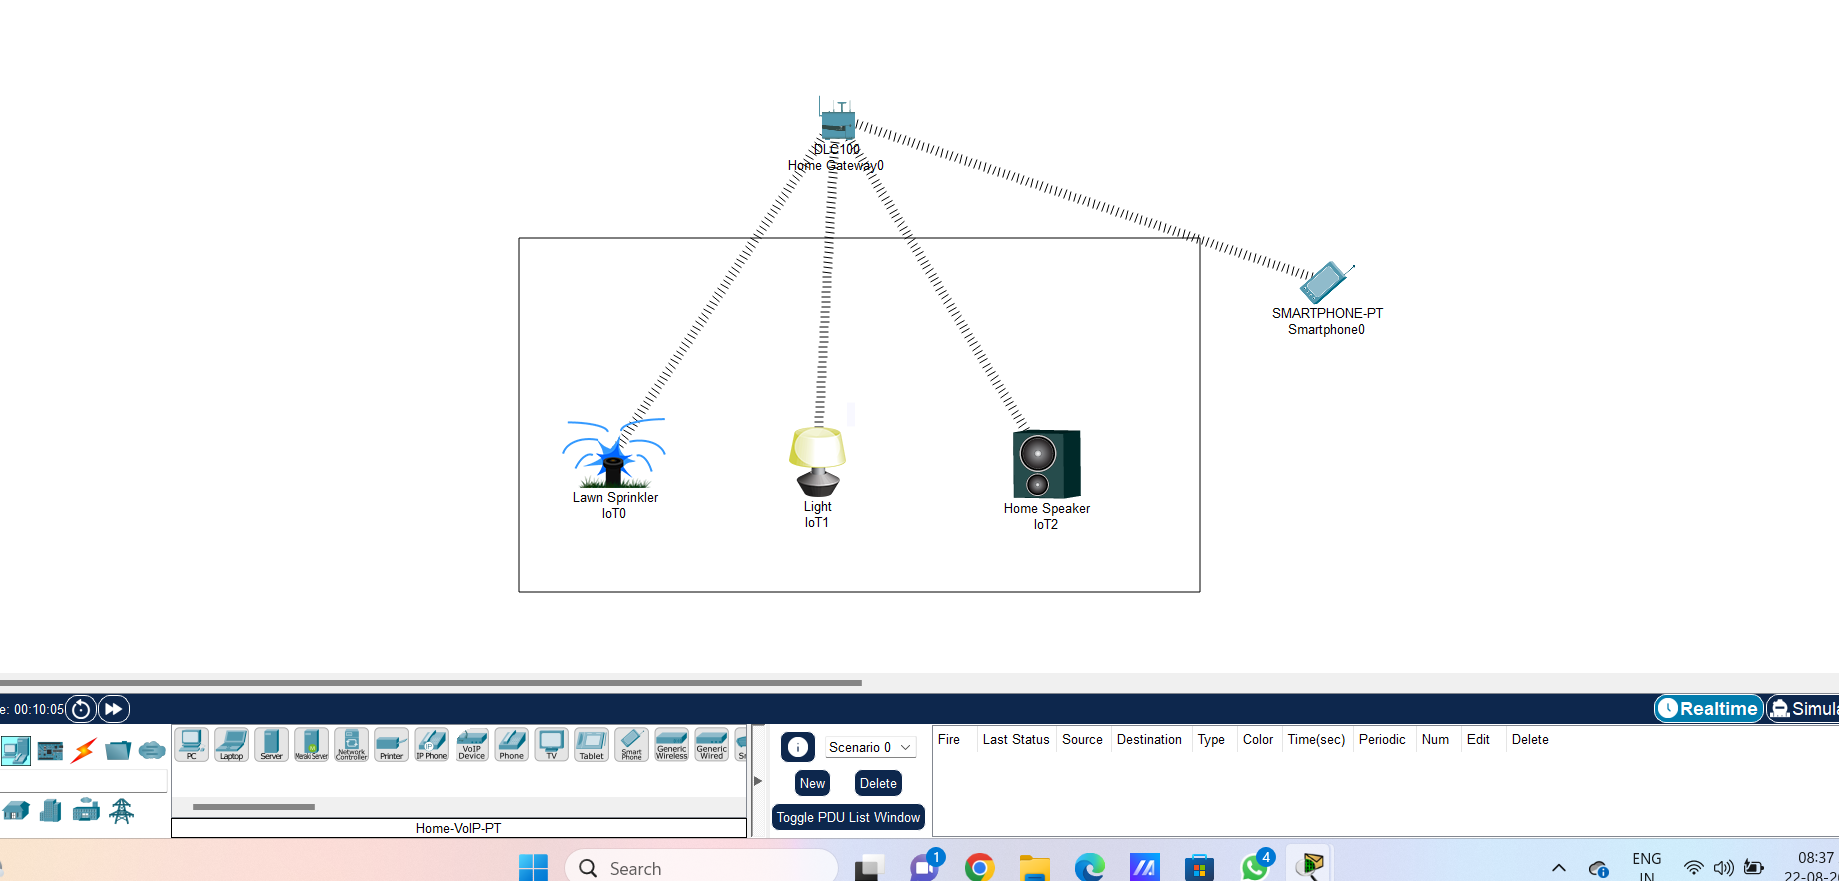 DLC100
Home Gateway0
SMARTPHONE-PT
Smartphone0
Lawn Sprinkler
IoT0
Light
IoT1
Home Speaker
IoT2
e: 00:10:05
Realtime
Simula
PC
Laptop
Server
Meraki Server
Network Controller
Printer
IP Phone
VoIP Device
Phone
TV
Tablet
Smart Phone
Generic Wireless
Generic Wired
Home-VoIP-PT
Scenario 0
New
Delete
Toggle PDU List Window
Fire Last Status Source Destination Type Color Time(sec) Periodic Num Edit Delete
Search
1
4
ENG
IN
08:37
22-08-20